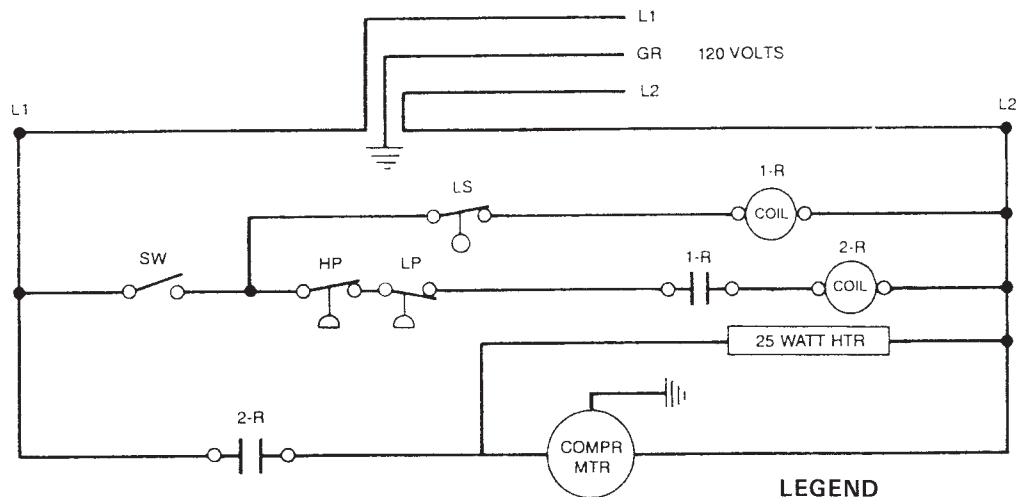 L1
GR 120 VOLTS
L2
L1
L2
1-R
LS
COIL
2-R
SW
HP
LP
1-R
COIL
25 WATT HTR
2-R
COMPR
MTR
LEGEND